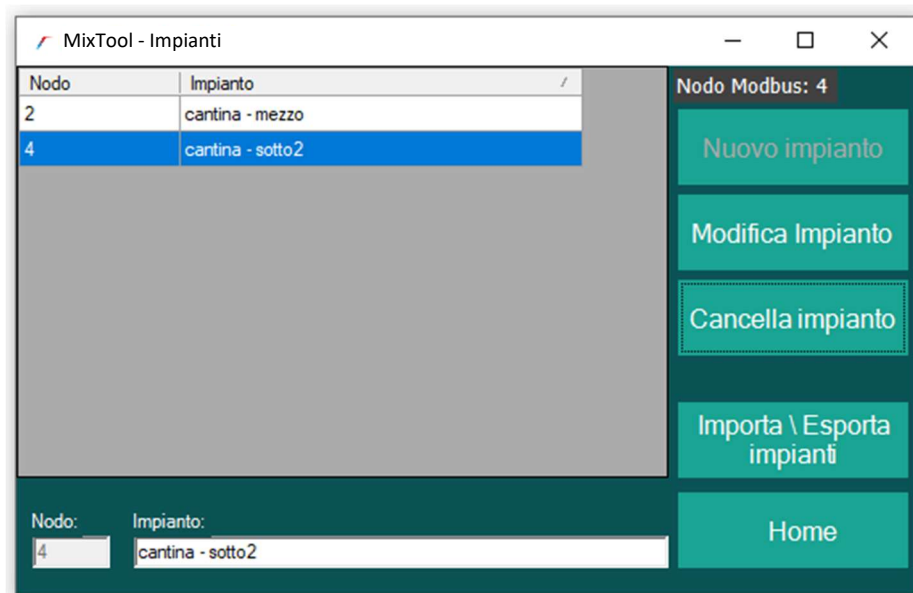 MixTool - Impianti
Nodo Impianto
2 cantina - mezzo
4 cantina - sotto2
Nodo Modbus: 4
Nuovo impianto
Modifica Impianto
Cancella impianto
Importa \ Esporta
impianti
Home
Nodo: Impianto:
4 cantina - sotto2